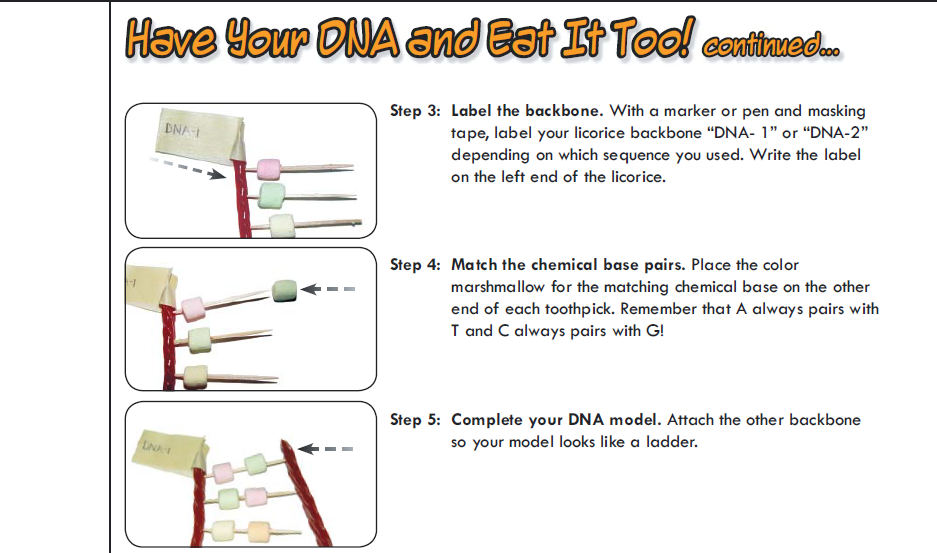 Have Your DNA and Eat It Too! continued...
DNA-1
Step 3: Label the backbone. With a marker or pen and masking
tape, label your licorice backbone “DNA- 1” or “DNA-2”
depending on which sequence you used. Write the label
on the left end of the licorice.
A-1
Step 4: Match the chemical base pairs. Place the color
marshmallow for the matching chemical base on the other
end of each toothpick. Remember that A always pairs with
T and C always pairs with G!
DNA-1
Step 5: Complete your DNA model. Attach the other backbone
so your model looks like a ladder.